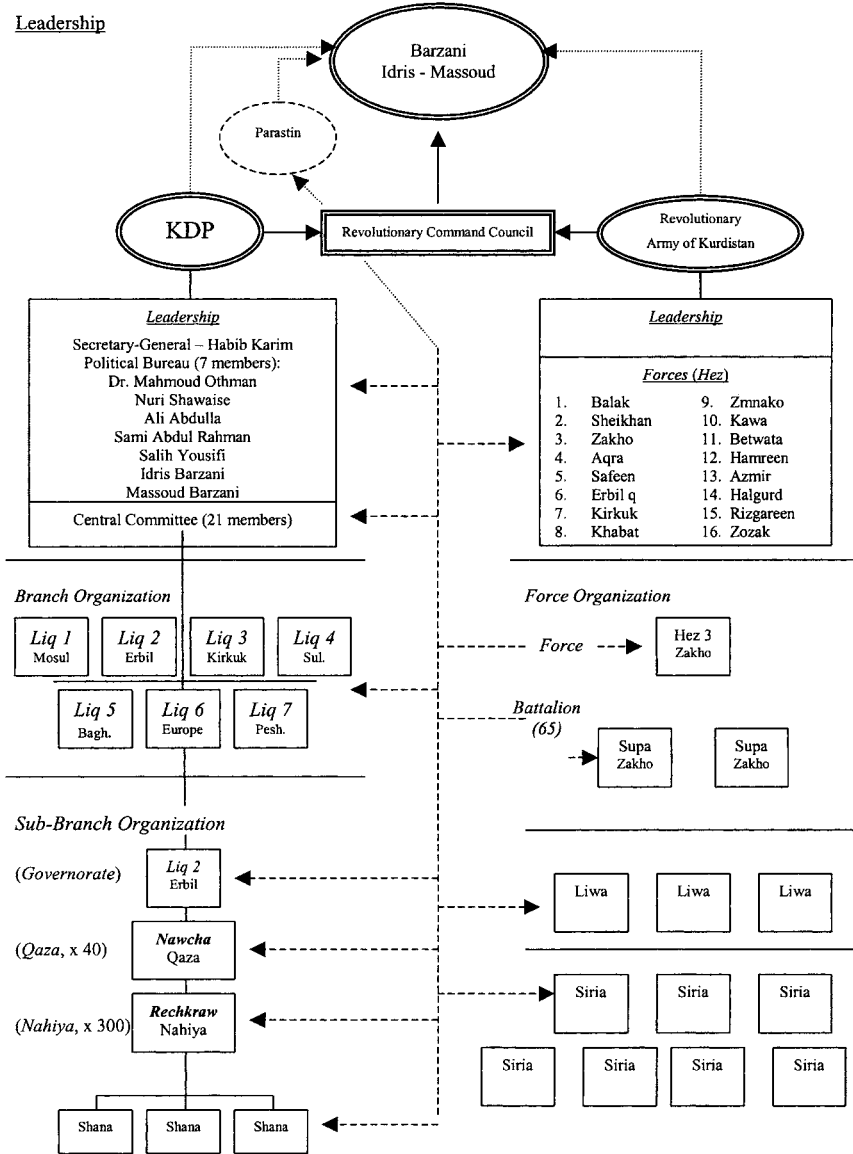 Leadership
Barzani
Idris - Massoud
Parastin
KDP
Revolutionary Command Council
Revolutionary
Army of Kurdistan
Leadership
Secretary-General – Habib Karim
Political Bureau (7 members):
Dr. Mahmoud Othman
Nuri Shawaise
Ali Abdulla
Sami Abdul Rahman
Salih Yousifi
Idris Barzani
Massoud Barzani
Central Committee (21 members)
Leadership
Forces (Hez)
1. Balak
2. Sheikhan
3. Zakho
4. Aqra
5. Safeen
6. Erbil q
7. Kirkuk
8. Khabat
9. Zmnako
10. Kawa
11. Betwata
12. Hamreen
13. Azmir
14. Halgurd
15. Rizgareen
16. Zozak
Branch Organization
Liq 1
Mosul
Liq 2
Erbil
Liq 3
Kirkuk
Liq 4
Sul.
Liq 5
Bagh.
Liq 6
Europe
Liq 7
Pesh.
Force Organization
Force
Hez 3
Zakho
Battalion
(65)
Supa
Zakho
Supa
Zakho
Sub-Branch Organization
(Governorate)
Liq 2
Erbil
(Qaza, x 40)
Nawcha
Qaza
(Nahiya, x 300)
Rechkraw
Nahiya
Shana
Shana
Shana
Liwa
Liwa
Liwa
Siria
Siria
Siria
Siria
Siria
Siria
Siria